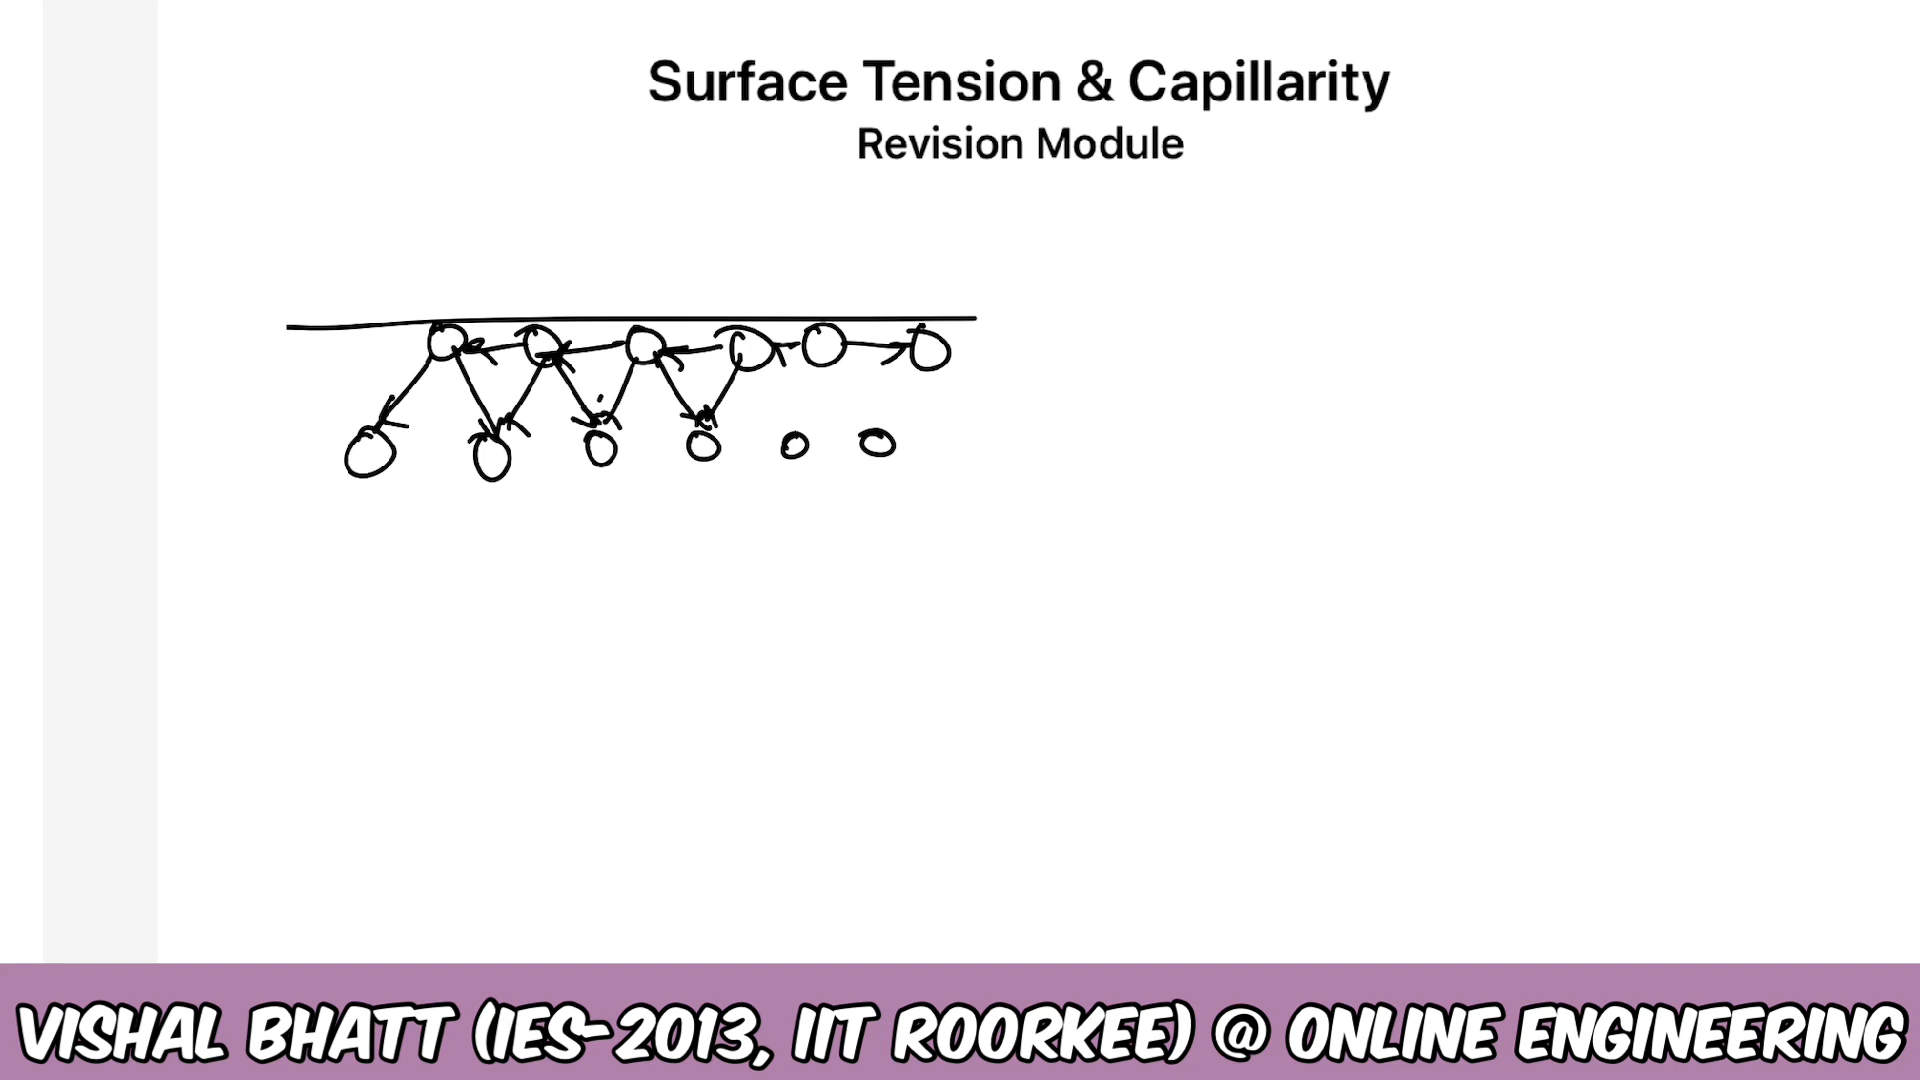 Surface Tension & Capillarity
Revision Module
VISHAL BHATT (IES-2013, IIT ROORKEE) @ ONLINE ENGINEERING